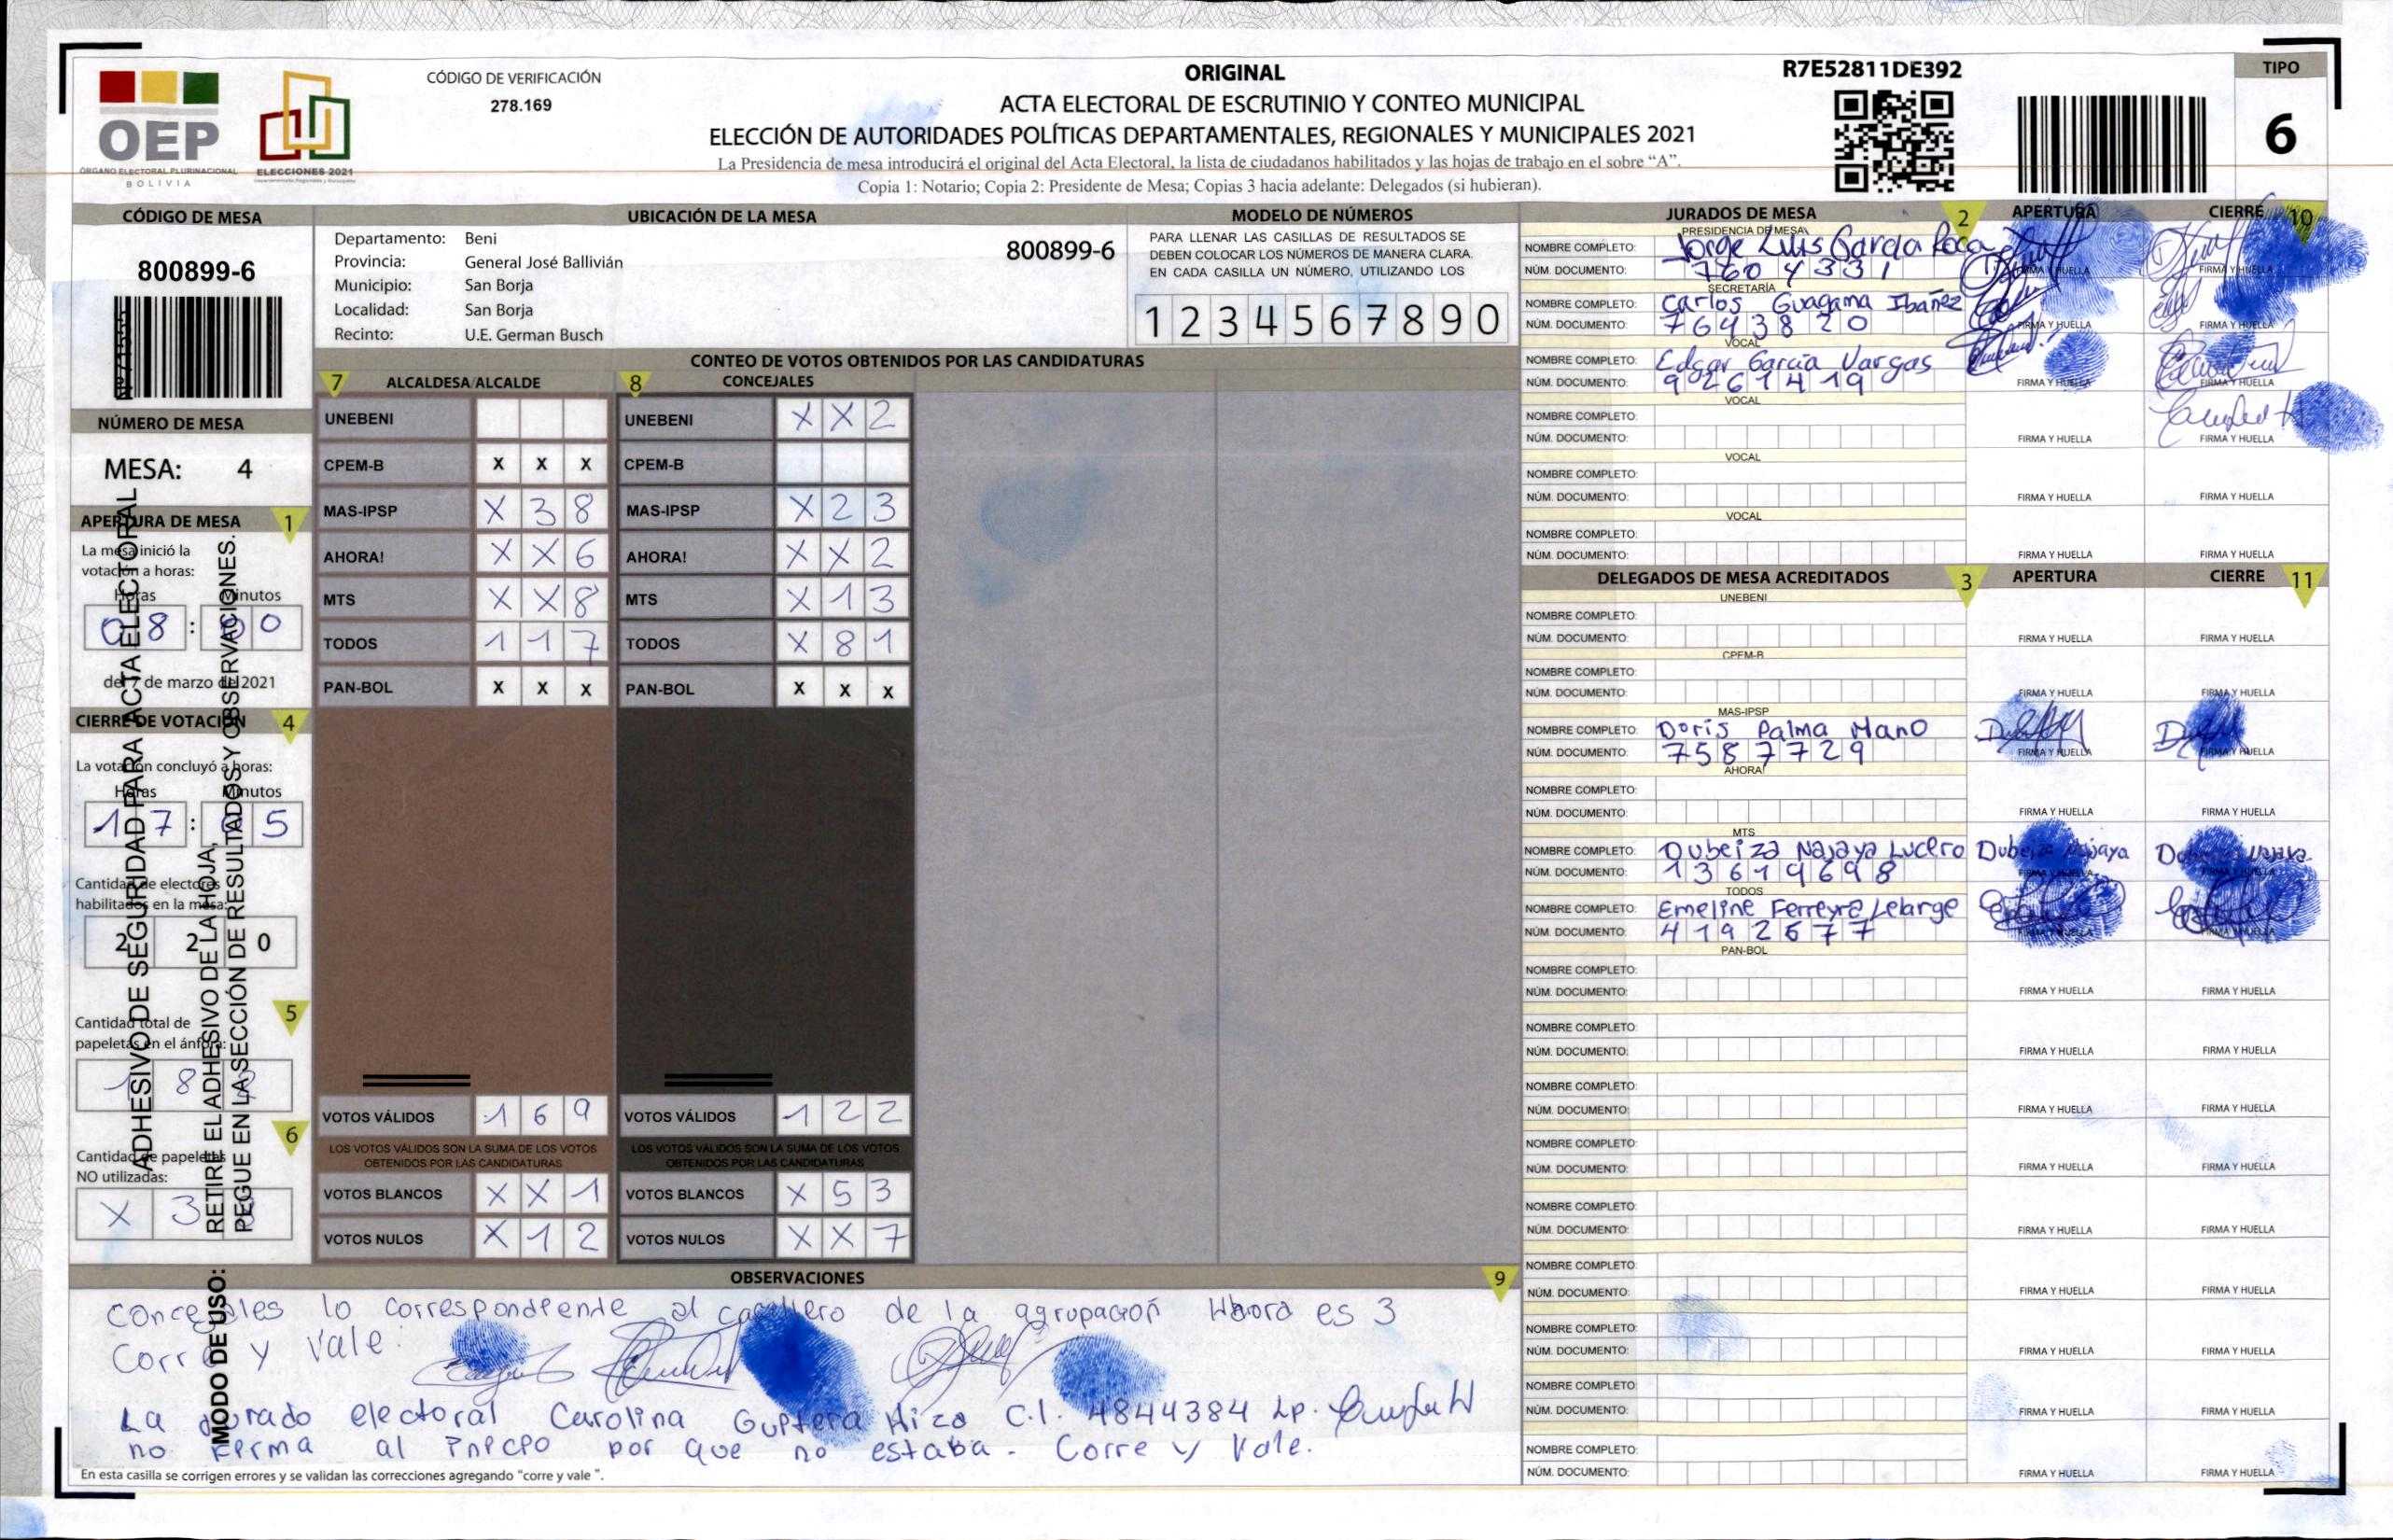 CÓDIGO DE VERIFICACIÓN
278.169
OEP
ÓRGANO ELECTORAL PLURINACIONAL
BOLIVIA
ELECCIONES 2021
ORIGINAL
ACTA ELECTORAL DE ESCRUTINIO Y CONTEO MUNICIPAL
ELECCIÓN DE AUTORIDADES POLÍTICAS DEPARTAMENTALES, REGIONALES Y MUNICIPALES 2021
La Presidencia de mesa introducirá el original del Acta Electoral, la lista de ciudadanos habilitados y las hojas de trabajo en el sobre “A”.
Copia 1: Notario; Copia 2: Presidente de Mesa; Copias 3 hacia adelante: Delegados (si hubieran).
R7E52811DE392
TIPO
6
CÓDIGO DE MESA
800899-6
NÚMERO DE MESA
MESA: 4
APERTURA DE MESA 1
La mesa inició la
votación a horas:
Horas Minutos
08 : 00
de 7 de marzo del 2021
CIERRE DE VOTACIÓN 4
La votación concluyó a horas:
Horas Minutos
17 : 05
Cantidad de electores
habilitados en la mesa:
2 2 0
5
Cantidad total de
papeletas en el ánfora:
1 8
6
Cantidad de papeletas
NO utilizadas:
X 3
ADHESIVO DE SEGURIDAD PARA ACTA ELECTORAL
MODO DE USO: RETIRE EL ADHESIVO DE LA HOJA,
PEGUE EN LA SECCIÓN DE RESULTADOS Y OBSERVACIONES.
UBICACIÓN DE LA MESA
Departamento: Beni
800899-6
Provincia: General José Ballivián
Municipio: San Borja
Localidad: San Borja
Recinto: U.E. German Busch
MODELO DE NÚMEROS
PARA LLENAR LAS CASILLAS DE RESULTADOS SE
DEBEN COLOCAR LOS NÚMEROS DE MANERA CLARA.
EN CADA CASILLA UN NÚMERO, UTILIZANDO LOS
1 2 3 4 5 6 7 8 9 0
CONTEO DE VOTOS OBTENIDOS POR LAS CANDIDATURAS
7 ALCALDESA/ALCALDE 8 CONCEJALES
UNEBENI UNEBENI X X 2
CPEM-B X X X CPEM-B
MAS-IPSP X 3 8 MAS-IPSP X 2 3
AHORA! X X 6 AHORA! X X 2
MTS X X 8 MTS X 1 3
TODOS 1 1 7 TODOS X 8 1
PAN-BOL X X X PAN-BOL X X X
VOTOS VÁLIDOS 1 6 9 VOTOS VÁLIDOS 1 2 2
LOS VOTOS VÁLIDOS SON LA SUMA DE LOS VOTOS LOS VOTOS VÁLIDOS SON LA SUMA DE LOS VOTOS
OBTENIDOS POR LAS CANDIDATURAS OBTENIDOS POR LAS CANDIDATURAS
VOTOS BLANCOS X X 1 VOTOS BLANCOS X 5 3
VOTOS NULOS X 1 2 VOTOS NULOS X X 7
OBSERVACIONES 9
lo correspondiente al de la agrupacion es 3
y Vale.
La Jurado electoral Carolina Hiza C.I. 4844384 Lp.
no Firma al por que no estaba - Corre y Vale.
En esta casilla se corrigen errores y se validan las correcciones agregando “corre y vale ”.
JURADOS DE MESA 2 APERTURA CIERRE 10
PRESIDENCIA DE MESA
NOMBRE COMPLETO: Jorge Luis Garcia Roca
NÚM. DOCUMENTO: 7604331 FIRMA Y HUELLA FIRMA Y HUELLA
SECRETARÍA
NOMBRE COMPLETO: Carlos Guagama Ibañez
NÚM. DOCUMENTO: 7643820 FIRMA Y HUELLA FIRMA Y HUELLA
VOCAL
NOMBRE COMPLETO: Edgar García Vargas
NÚM. DOCUMENTO: 9261419 FIRMA Y HUELLA FIRMA Y HUELLA
VOCAL
NOMBRE COMPLETO:
NÚM. DOCUMENTO: FIRMA Y HUELLA FIRMA Y HUELLA
VOCAL
NOMBRE COMPLETO:
NÚM. DOCUMENTO: FIRMA Y HUELLA FIRMA Y HUELLA
VOCAL
NOMBRE COMPLETO:
NÚM. DOCUMENTO: FIRMA Y HUELLA FIRMA Y HUELLA
DELEGADOS DE MESA ACREDITADOS 3 APERTURA CIERRE 11
UNEBENI
NOMBRE COMPLETO:
NÚM. DOCUMENTO: FIRMA Y HUELLA FIRMA Y HUELLA
CPEM-B
NOMBRE COMPLETO:
NÚM. DOCUMENTO: FIRMA Y HUELLA FIRMA Y HUELLA
MAS-IPSP
NOMBRE COMPLETO: Doris Palma Mano
NÚM. DOCUMENTO: 7587729 FIRMA Y HUELLA FIRMA Y HUELLA
AHORA!
NOMBRE COMPLETO:
NÚM. DOCUMENTO: FIRMA Y HUELLA FIRMA Y HUELLA
MTS
NOMBRE COMPLETO: Dubeiza Najaya Lucero Dubeiza Najaya
NÚM. DOCUMENTO: 13619698 FIRMA Y HUELLA FIRMA Y HUELLA
TODOS
NOMBRE COMPLETO: Emeline Ferreyra Lelarge
NÚM. DOCUMENTO: 4192677 FIRMA Y HUELLA FIRMA Y HUELLA
PAN-BOL
NOMBRE COMPLETO:
NÚM. DOCUMENTO: FIRMA Y HUELLA FIRMA Y HUELLA
NOMBRE COMPLETO:
NÚM. DOCUMENTO: FIRMA Y HUELLA FIRMA Y HUELLA
NOMBRE COMPLETO:
NÚM. DOCUMENTO: FIRMA Y HUELLA FIRMA Y HUELLA
NOMBRE COMPLETO:
NÚM. DOCUMENTO: FIRMA Y HUELLA FIRMA Y HUELLA
NOMBRE COMPLETO:
NÚM. DOCUMENTO: FIRMA Y HUELLA FIRMA Y HUELLA
NOMBRE COMPLETO:
NÚM. DOCUMENTO: FIRMA Y HUELLA FIRMA Y HUELLA
NOMBRE COMPLETO:
NÚM. DOCUMENTO: FIRMA Y HUELLA FIRMA Y HUELLA
NOMBRE COMPLETO:
NÚM. DOCUMENTO: FIRMA Y HUELLA FIRMA Y HUELLA
NOMBRE COMPLETO:
NÚM. DOCUMENTO: FIRMA Y HUELLA FIRMA Y HUELLA